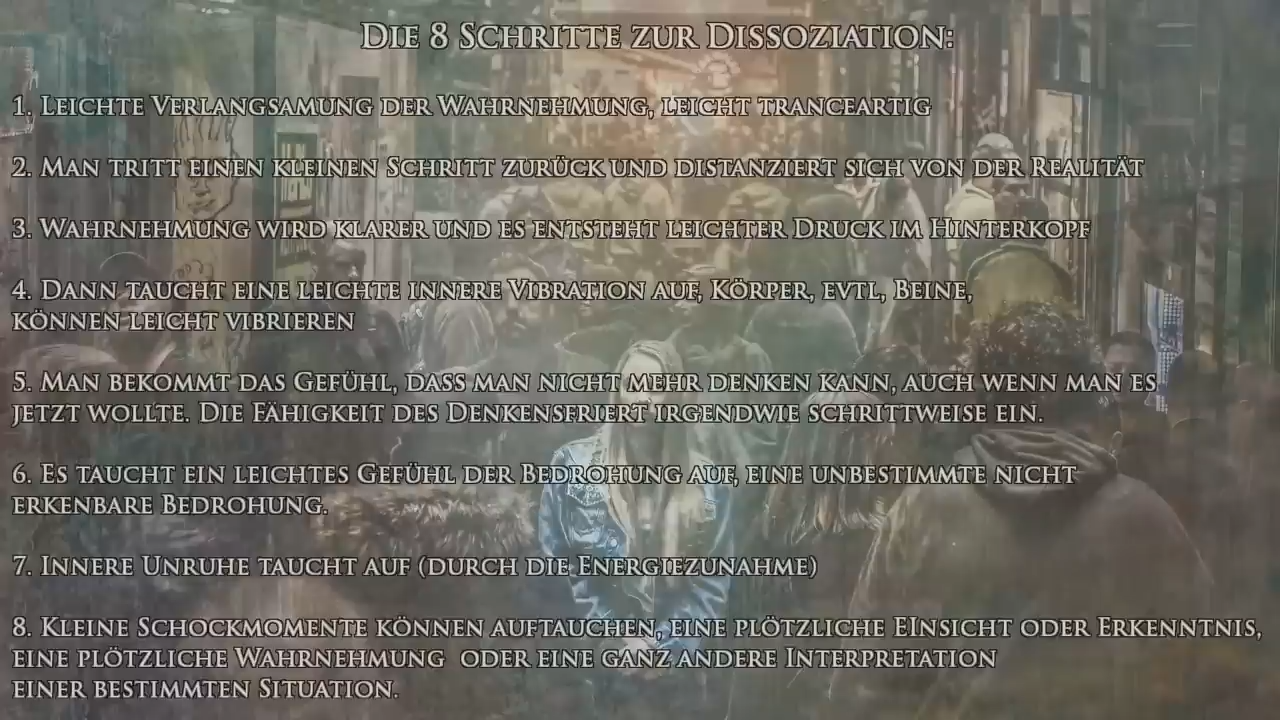 Die 8 Schritte zur Dissoziation:
1. Leichte Verlangsamung der Wahrnehmung, leicht tranceartig
2. Man tritt einen kleinen Schritt zurück und distanziert sich von der Realität
3. Wahrnehmung wird klarer und es entsteht leichter Druck im Hinterkopf
4. Dann taucht eine leichte innere Vibration auf, Körper, evtl, Beine,
können leicht vibrieren
5. Man bekommt das Gefühl, dass man nicht mehr denken kann, auch wenn man es
jetzt wollte. Die Fähigkeit des Denkensfriert irgendwie schrittweise ein.
6. Es taucht ein leichtes Gefühl der Bedrohung auf, eine unbestimmte nicht
erkenbare Bedrohung.
7. Innere Unruhe taucht auf (durch die Energiezunahme)
8. Kleine Schockmomente können auftauchen, eine plötzliche EInsicht oder Erkenntnis,
eine plötzliche Wahrnehmung oder eine ganz andere Interpretation
einer bestimmten Situation.